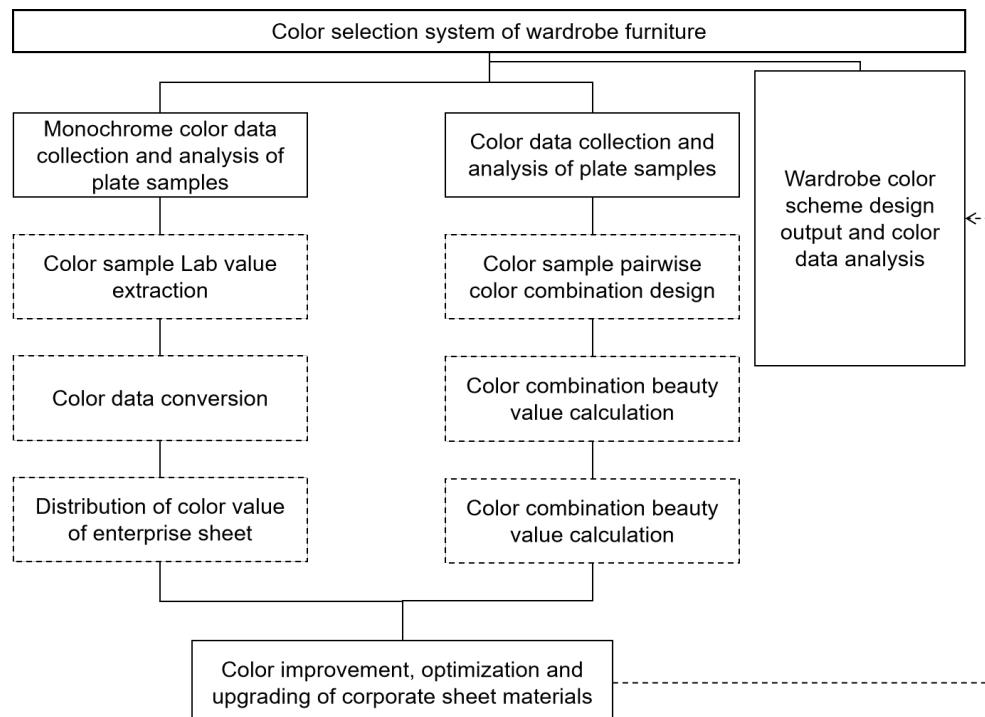 Color selection system of wardrobe furniture
Monochrome color data
collection and analysis of
plate samples
Color data collection and
analysis of plate samples
Wardrobe color
scheme design
output and color
data analysis
Color sample Lab value
extraction
Color sample pairwise
color combination design
Color data conversion
Color combination beauty
value calculation
Distribution of color value
of enterprise sheet
Color combination beauty
value calculation
Color improvement, optimization and
upgrading of corporate sheet materials